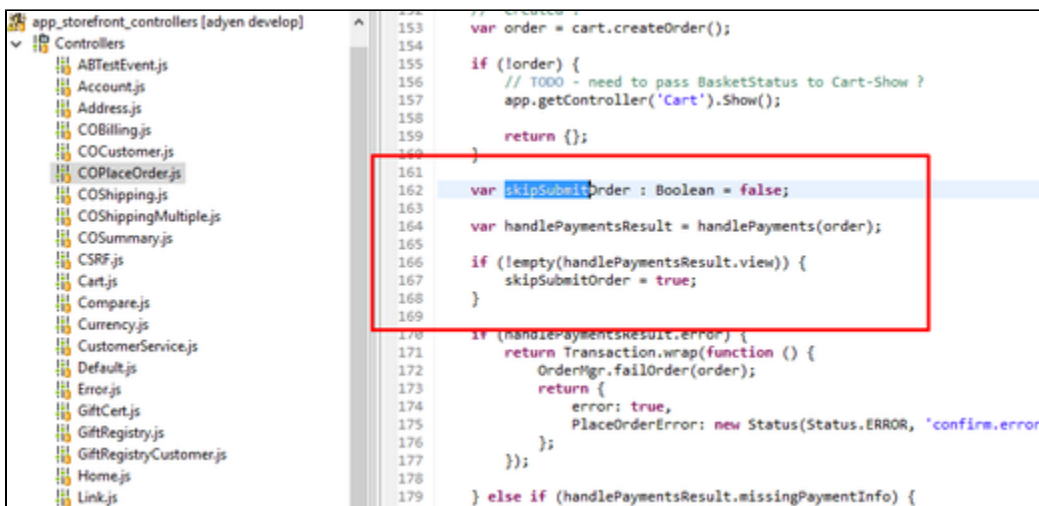 app_storefront_controllers [adyen develop]
Controllers
ABTestEvent.js
Account.js
Address.js
COBilling.js
COCustomer.js
COPlaceOrder.js
COShipping.js
COShippingMultiple.js
COSummary.js
CSRF.js
Cart.js
Compare.js
Currency.js
CustomerService.js
Default.js
Error.js
GiftCert.js
GiftRegistry.js
GiftRegistryCustomer.js
Home.js
Link.js
152 // Created .
153 var order = cart.createOrder();
154
155 if (!order) {
156 // TODO - need to pass BasketStatus to Cart-Show ?
157 app.getController('Cart').Show();
158
159 return {};
160 }
161
162 var skipSubmitOrder : Boolean = false;
163
164 var handlePaymentsResult = handlePayments(order);
165
166 if (!empty(handlePaymentsResult.view)) {
167 skipSubmitOrder = true;
168 }
169
170 if (handlePaymentsResult.error) {
171 return Transaction.wrap(function () {
172 OrderMgr.failOrder(order);
173 return {
174 error: true,
175 PlaceOrderError: new Status(Status.ERROR, 'confirm.error
176 };
177 });
178
179 } else if (handlePaymentsResult.missingPaymentInfo) {